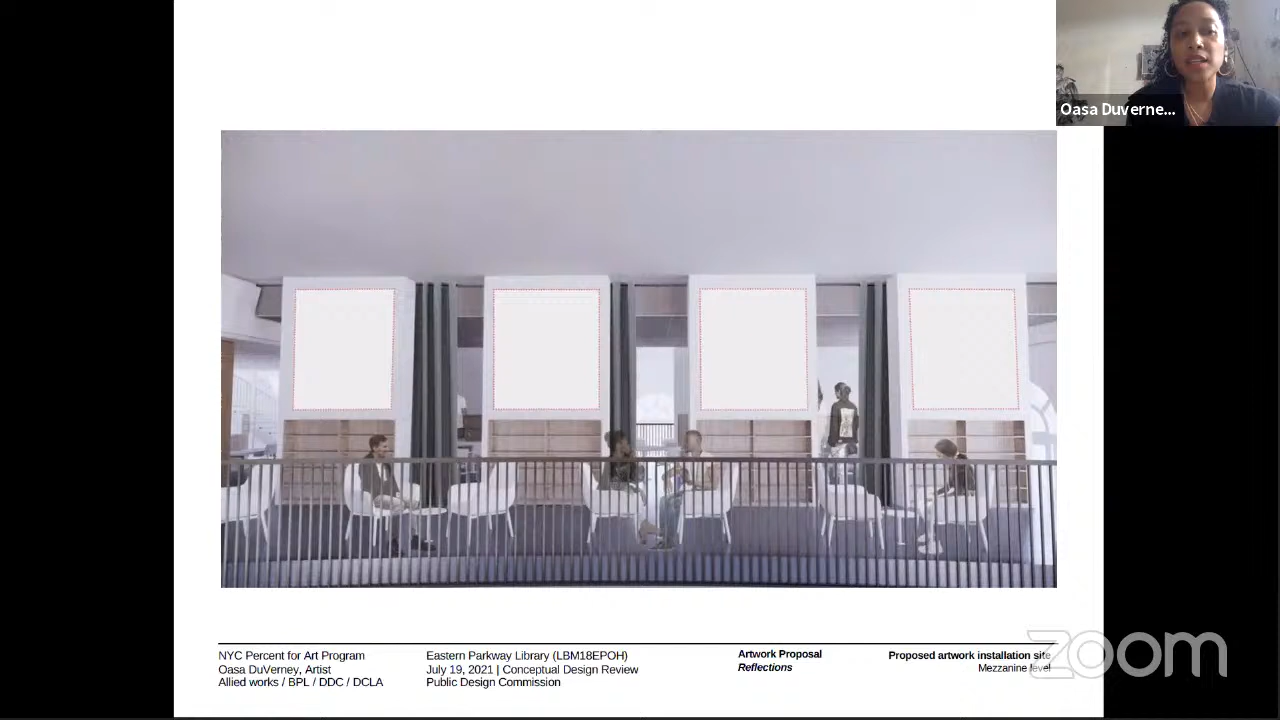 Oasa Duverne...
NYC Percent for Art Program
Oasa DuVerney, Artist
Allied works / BPL / DDC / DCLA
Eastern Parkway Library (LBM18EPOH)
July 19, 2021 | Conceptual Design Review
Public Design Commission
Artwork Proposal
Reflections
Proposed artwork installation site
Mezzanine level
zoom